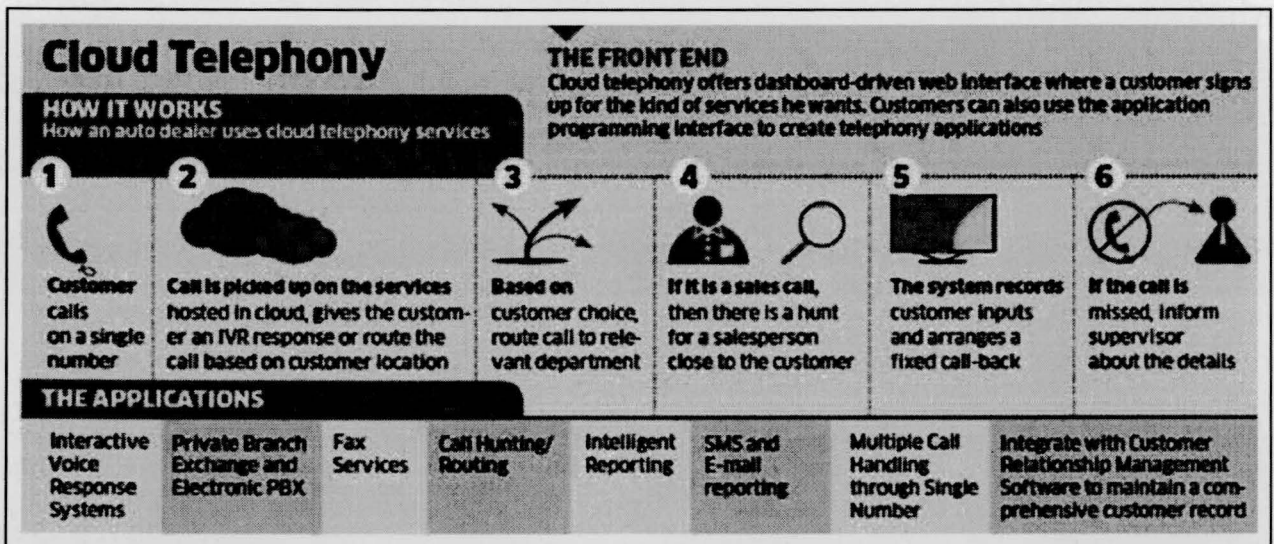 Cloud Telephony
HOW IT WORKS
How an auto dealer uses cloud telephony services
THE FRONT END
Cloud telephony offers dashboard-driven web interface where a customer signs
up for the kind of services he wants. Customers can also use the application
programming interface to create telephony applications
1
Customer
calls
on a single
number
2
Call is picked up on the services
hosted in cloud, gives the custom-
er an IVR response or route the
call based on customer location
3
Based on
customer choice,
route call to rele-
vant department
4
If it is a sales call,
then there is a hunt
for a salesperson
close to the customer
5
The system records
customer inputs
and arranges a
fixed call-back
6
If the call is
missed, inform
supervisor
about the details
THE APPLICATIONS
Interactive
Voice
Response
Systems
Private Branch
Exchange and
Electronic PBX
Fax
Services
Call Hunting/
Routing
Intelligent
Reporting
SMS and
E-mail
reporting
Multiple Call
Handling
through Single
Number
Integrate with Customer
Relationship Management
Software to maintain a com-
prehensive customer record